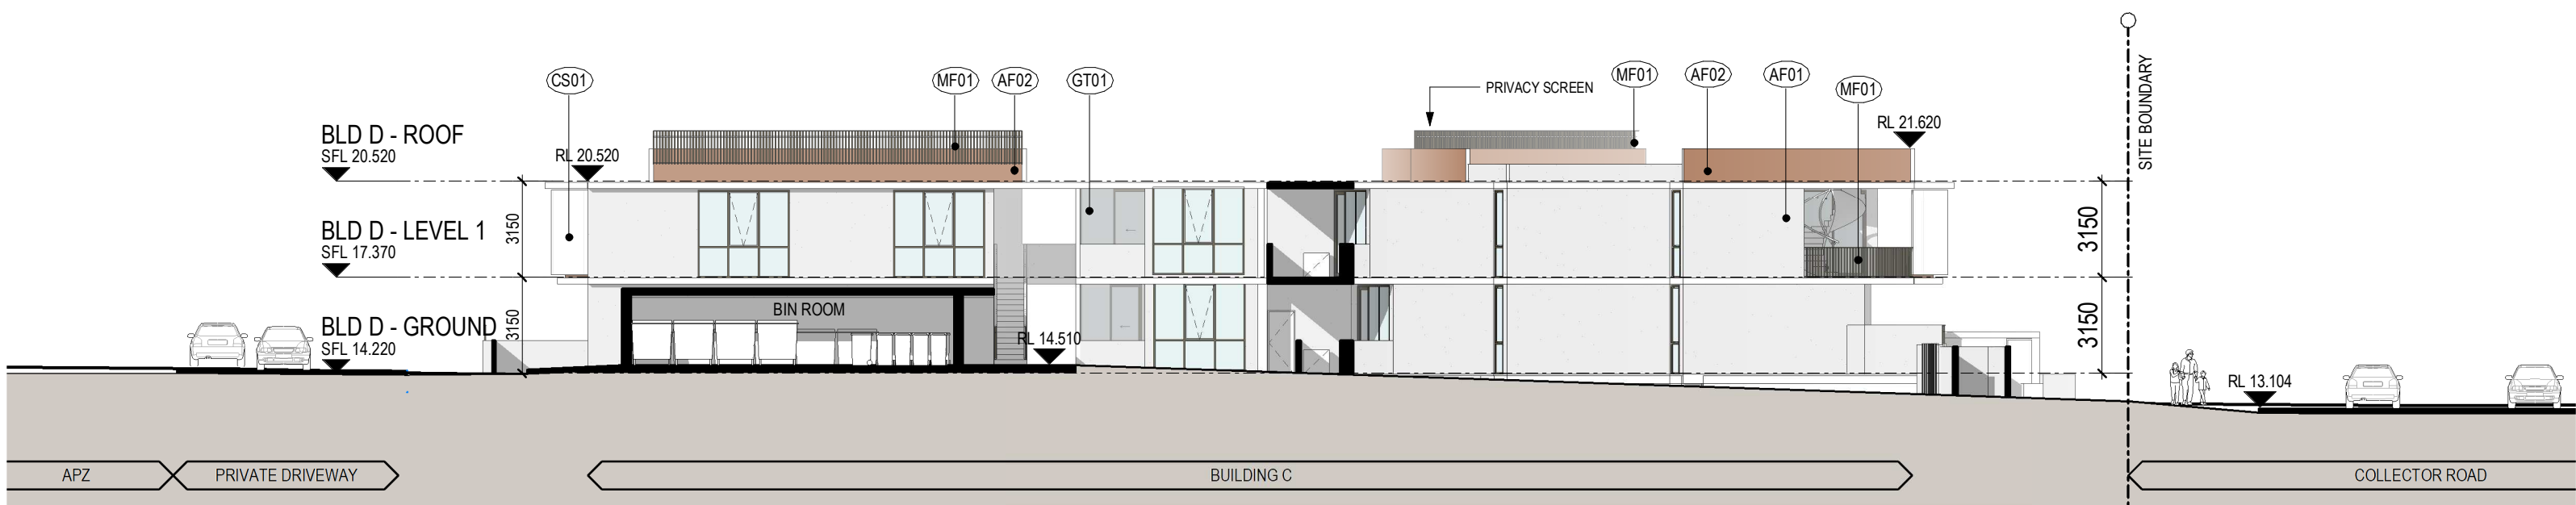 CS01
MF01
AF02
GT01
PRIVACY SCREEN
MF01
AF02
AF01
MF01
SITE BOUNDARY
BLD D - ROOF
SFL 20.520
RL 20.520
RL 21.620
BLD D - LEVEL 1
SFL 17.370
3150
3150
BLD D - GROUND
SFL 14.220
3150
BIN ROOM
RL 14.510
3150
RL 13.104
APZ
PRIVATE DRIVEWAY
BUILDING C
COLLECTOR ROAD